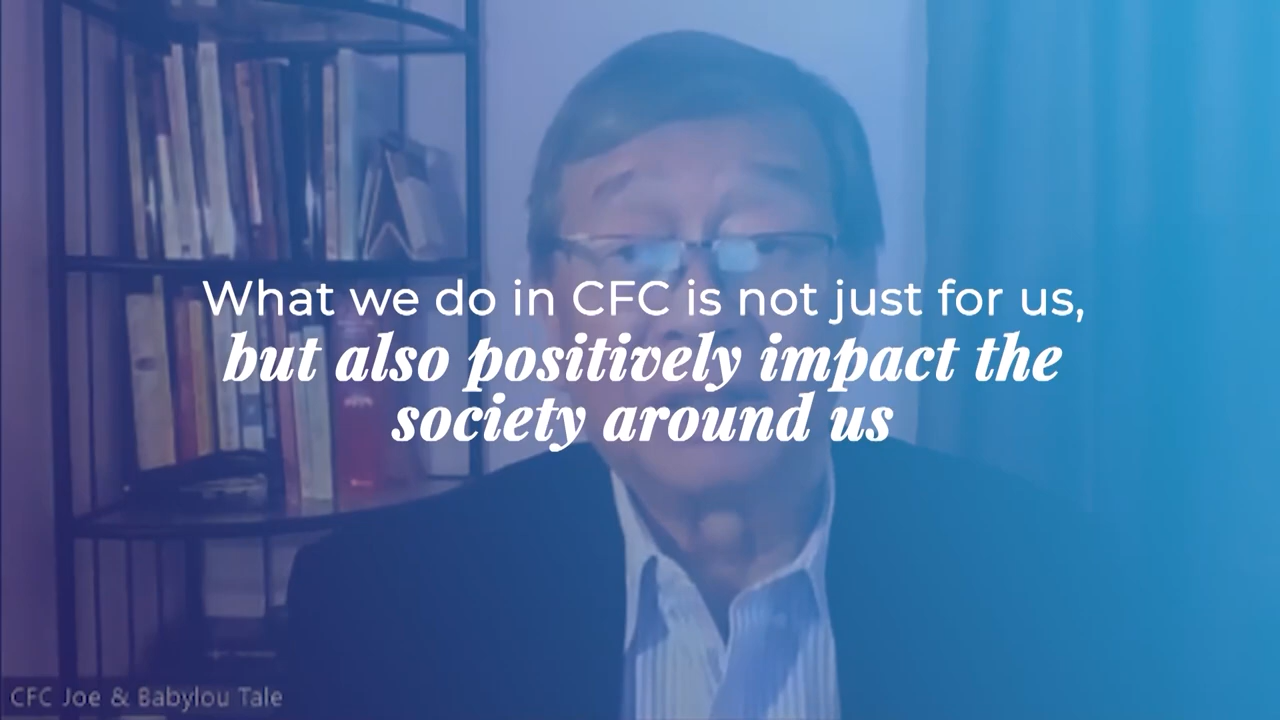 What we do in CFC is not just for us,
but also positively impact the
society around us
CFC Joe & Babylou Tale